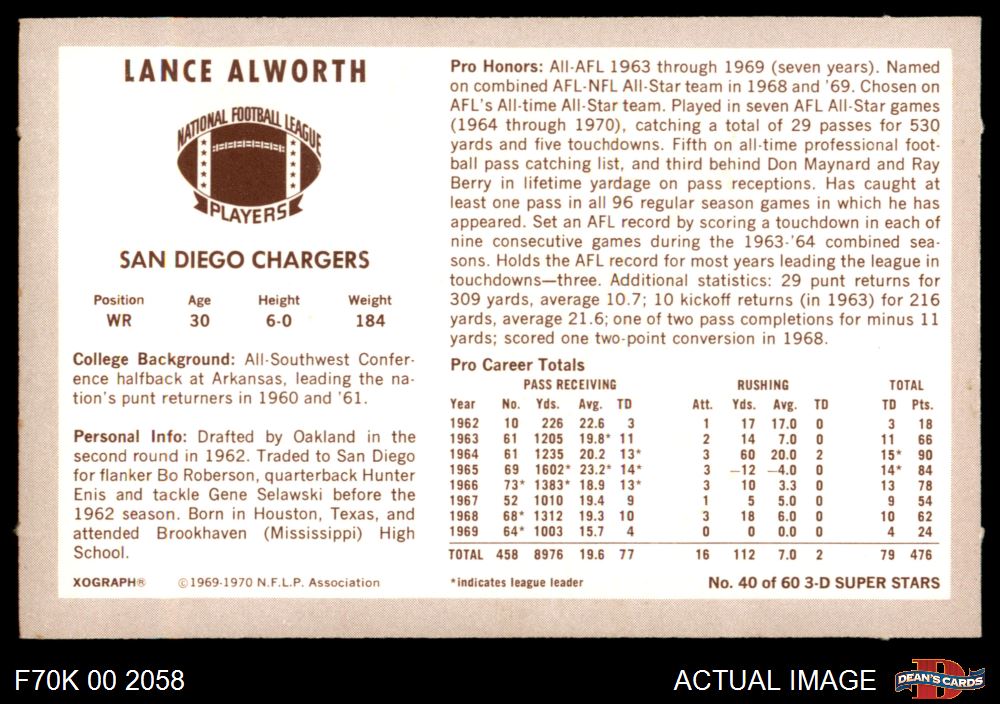 LANCE ALWORTH
NATIONAL FOOTBALL LEAGUE
PLAYERS
SAN DIEGO CHARGERS
Position Age Height Weight
WR 30 6-0 184
College Background: All-Southwest Confer-
ence halfback at Arkansas, leading the na-
tion's punt returners in 1960 and '61.
Personal Info: Drafted by Oakland in the
second round in 1962. Traded to San Diego
for flanker Bo Roberson, quarterback Hunter
Enis and tackle Gene Selawski before the
1962 season. Born in Houston, Texas, and
attended Brookhaven (Mississippi) High
School.
XOGRAPH® ©1969-1970 N.F.L.P. Association
Pro Honors: All-AFL 1963 through 1969 (seven years). Named
on combined AFL-NFL All-Star team in 1968 and '69. Chosen on
AFL's All-time All-Star team. Played in seven AFL All-Star games
(1964 through 1970), catching a total of 29 passes for 530
yards and five touchdowns. Fifth on all-time professional foot-
ball pass catching list, and third behind Don Maynard and Ray
Berry in lifetime yardage on pass receptions. Has caught at
least one pass in all 96 regular season games in which he has
appeared. Set an AFL record by scoring a touchdown in each of
nine consecutive games during the 1963-'64 combined sea-
sons. Holds the AFL record for most years leading the league in
touchdowns—three. Additional statistics: 29 punt returns for
309 yards, average 10.7; 10 kickoff returns (in 1963) for 216
yards, average 21.6; one of two pass completions for minus 11
yards; scored one two-point conversion in 1968.
Pro Career Totals
PASS RECEIVING RUSHING TOTAL
Year No. Yds. Avg. TD Att. Yds. Avg. TD TD Pts.
1962 10 226 22.6 3 1 17 17.0 0 3 18
1963 61 1205 19.8* 11 2 14 7.0 0 11 66
1964 61 1235 20.2 13* 3 60 20.0 2 15* 90
1965 69 1602* 23.2* 14* 3 -12 -4.0 0 14* 84
1966 73* 1383* 18.9 13* 3 10 3.3 0 13 78
1967 52 1010 19.4 9 1 5 5.0 0 9 54
1968 68* 1312 19.3 10 3 18 6.0 0 10 62
1969 64* 1003 15.7 4 0 0 0.0 0 4 24
TOTAL 458 8976 19.6 77 16 112 7.0 2 79 476
*indicates league leader No. 40 of 60 3-D SUPER STARS
F70K 00 2058 ACTUAL IMAGE
D DEAN'S CARDS